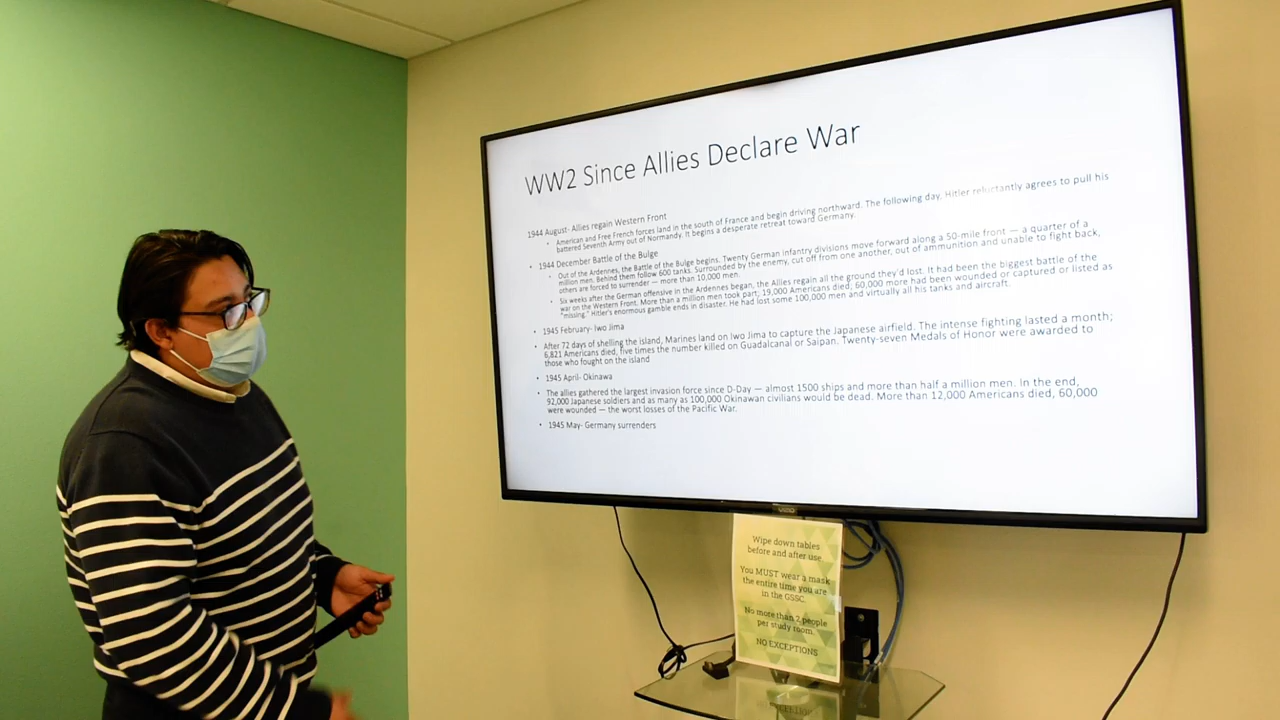 WW2 Since Allies Declare War
1944 August- Allies regain Western Front
• American and Free French forces land in the south of France and begin driving northward. The following day, Hitler reluctantly agrees to pull his
battered Seventh Army out of Normandy. It begins a desperate retreat toward Germany.
• 1944 December Battle of the Bulge
• Out of the Ardennes, the Battle of the Bulge begins. Twenty German infantry divisions move forward along a 50-mile front — a quarter of a
million men. Behind them follow 600 tanks. Surrounded by the enemy, cut off from one another, out of ammunition and unable to fight back,
others are forced to surrender — more than 10,000 men.
• Six weeks after the German offensive in the Ardennes began, the Allies regain all the ground they'd lost. It had been the biggest battle of the
war on the Western Front. More than a million men took part; 19,000 Americans died; 60,000 more had been wounded or captured or listed as
"missing." Hitler's enormous gamble ends in disaster. He had lost some 100,000 men and virtually all his tanks and aircraft.
• 1945 February- Iwo Jima
• After 72 days of shelling the island, Marines land on Iwo Jima to capture the Japanese airfield. The intense fighting lasted a month;
6,821 Americans died, five times the number killed on Guadalcanal or Saipan. Twenty-seven Medals of Honor were awarded to
those who fought on the island
• 1945 April- Okinawa
• The allies gathered the largest invasion force since D-Day — almost 1500 ships and more than half a million men. In the end,
92,000 Japanese soldiers and as many as 100,000 Okinawan civilians would be dead. More than 12,000 Americans died, 60,000
were wounded — the worst losses of the Pacific War.
• 1945 May- Germany surrenders
VIZIO
Wipe down tables
before and after use
You MUST wear a mask
the entire time you are
in the GSSC.
No more than 2 people
per study room.
NO EXCEPTIONS